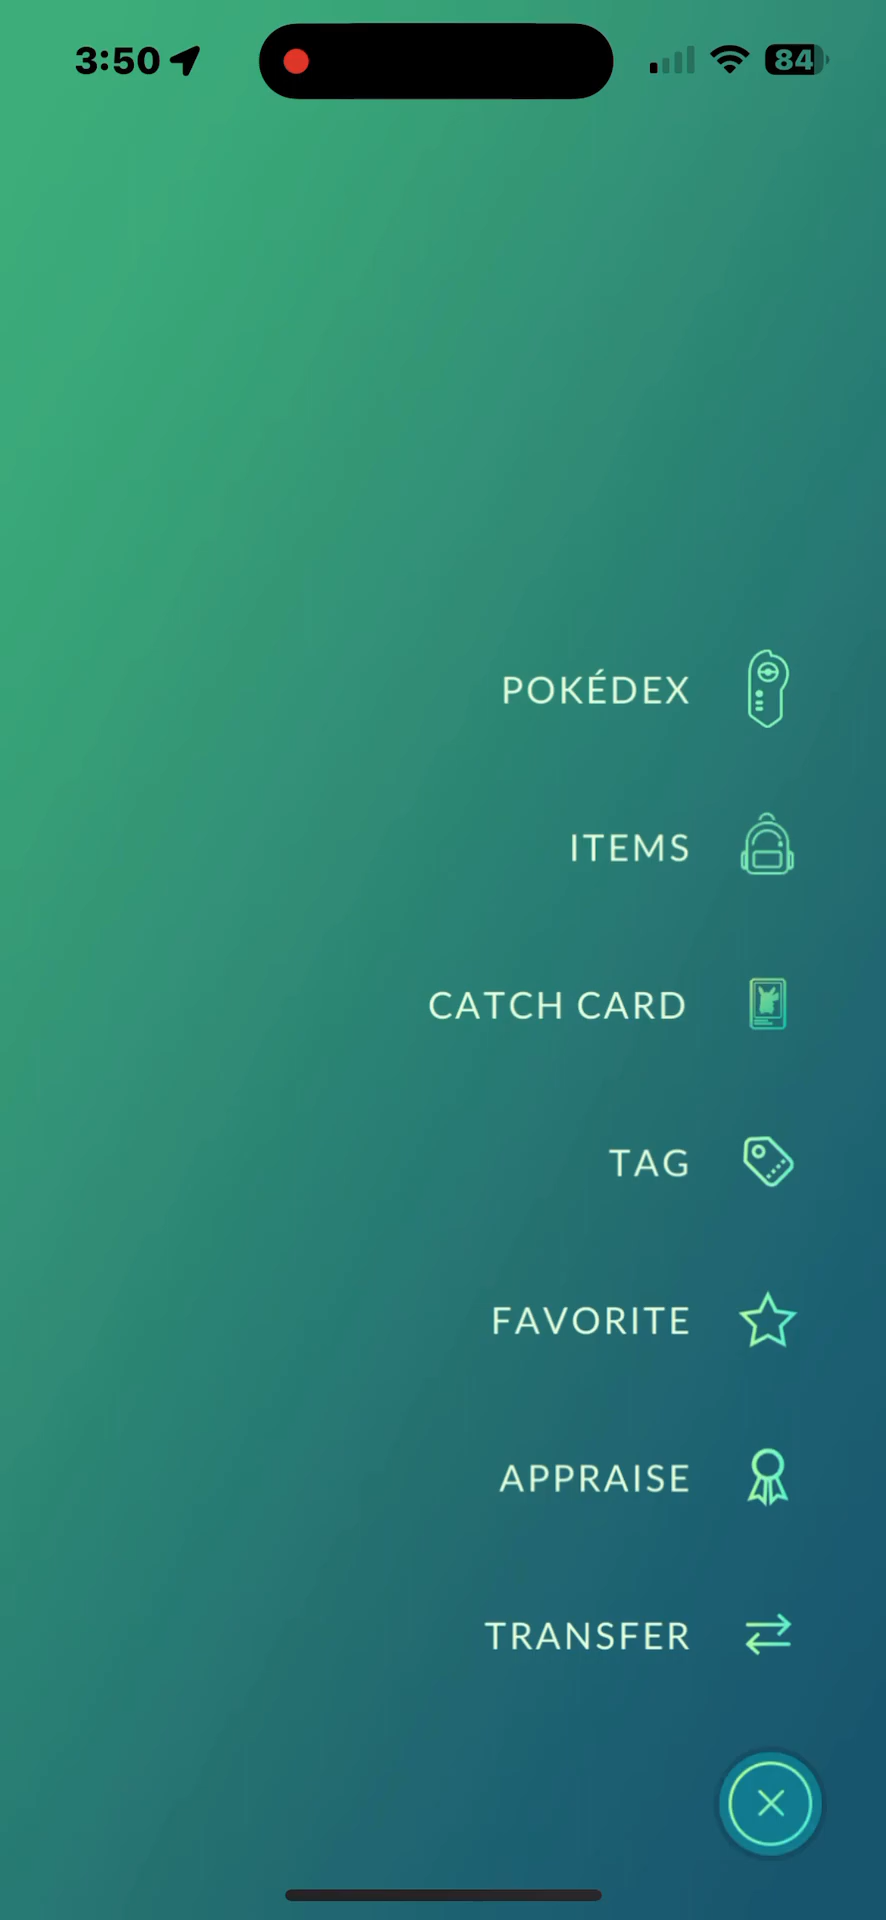 3:50
84
POKÉDEX
ITEMS
CATCH CARD
TAG
FAVORITE
APPRAISE
TRANSFER